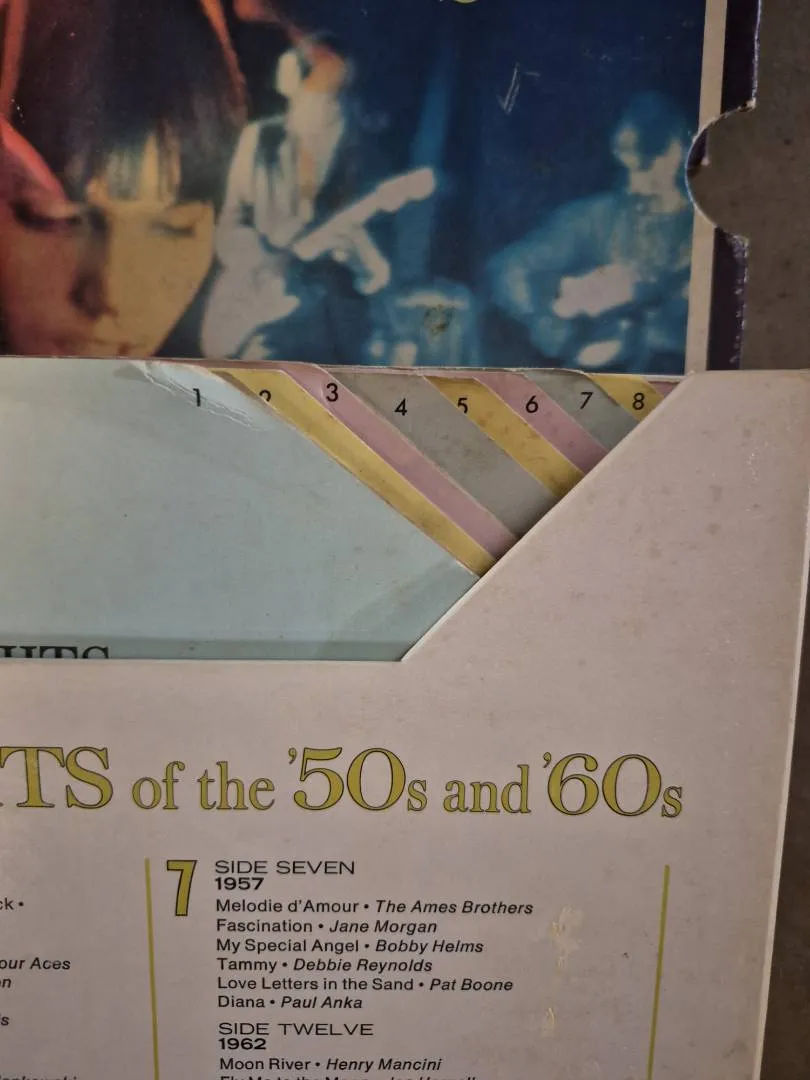 1 2 3 4 5 6 7 8
HTS
TS of the '50s and '60s
ck •
our Aces
n
s
7
SIDE SEVEN
1957
Melodie d'Amour • The Ames Brothers
Fascination • Jane Morgan
My Special Angel • Bobby Helms
Tammy • Debbie Reynolds
Love Letters in the Sand • Pat Boone
Diana • Paul Anka
SIDE TWELVE
1962
Moon River • Henry Mancini